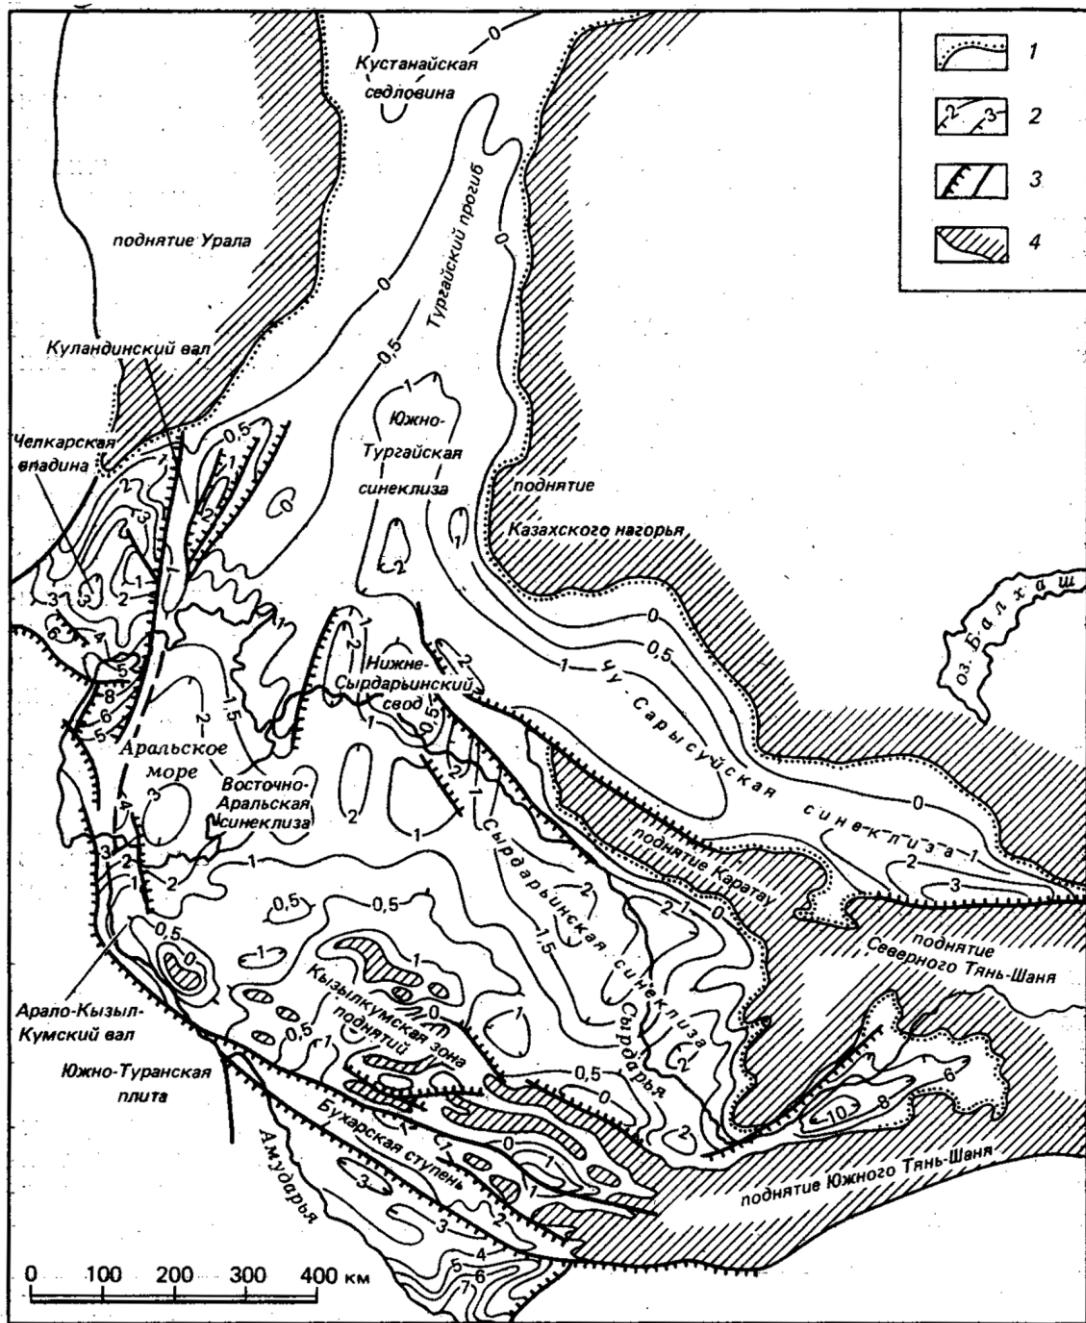 Кустанайская
седловина
1
2
3
4
поднятие Урала
Тургайский прогиб
Куландинский вал
Челкарская
впадина
Южно-
Тургайская
синеклиза
поднятие
Казахского нагорья
оз. Балхаш
Нижне-
Сырдарьинский
свод
Чу-Сарысуйская синеклиза
Аральское
море
Восточно-
Аральская
синеклиза
поднятие Каратау
Сырдарьинская синеклиза
поднятие
Северного Тянь-Шаня
Арало-Кызыл-
Кумский вал
Кызылкумская зона
поднятий
Сырдарья
Южно-Туранская
плита
Бухарская ступень
Амударья
поднятие Южного Тянь-Шаня
0 100 200 300 400 км